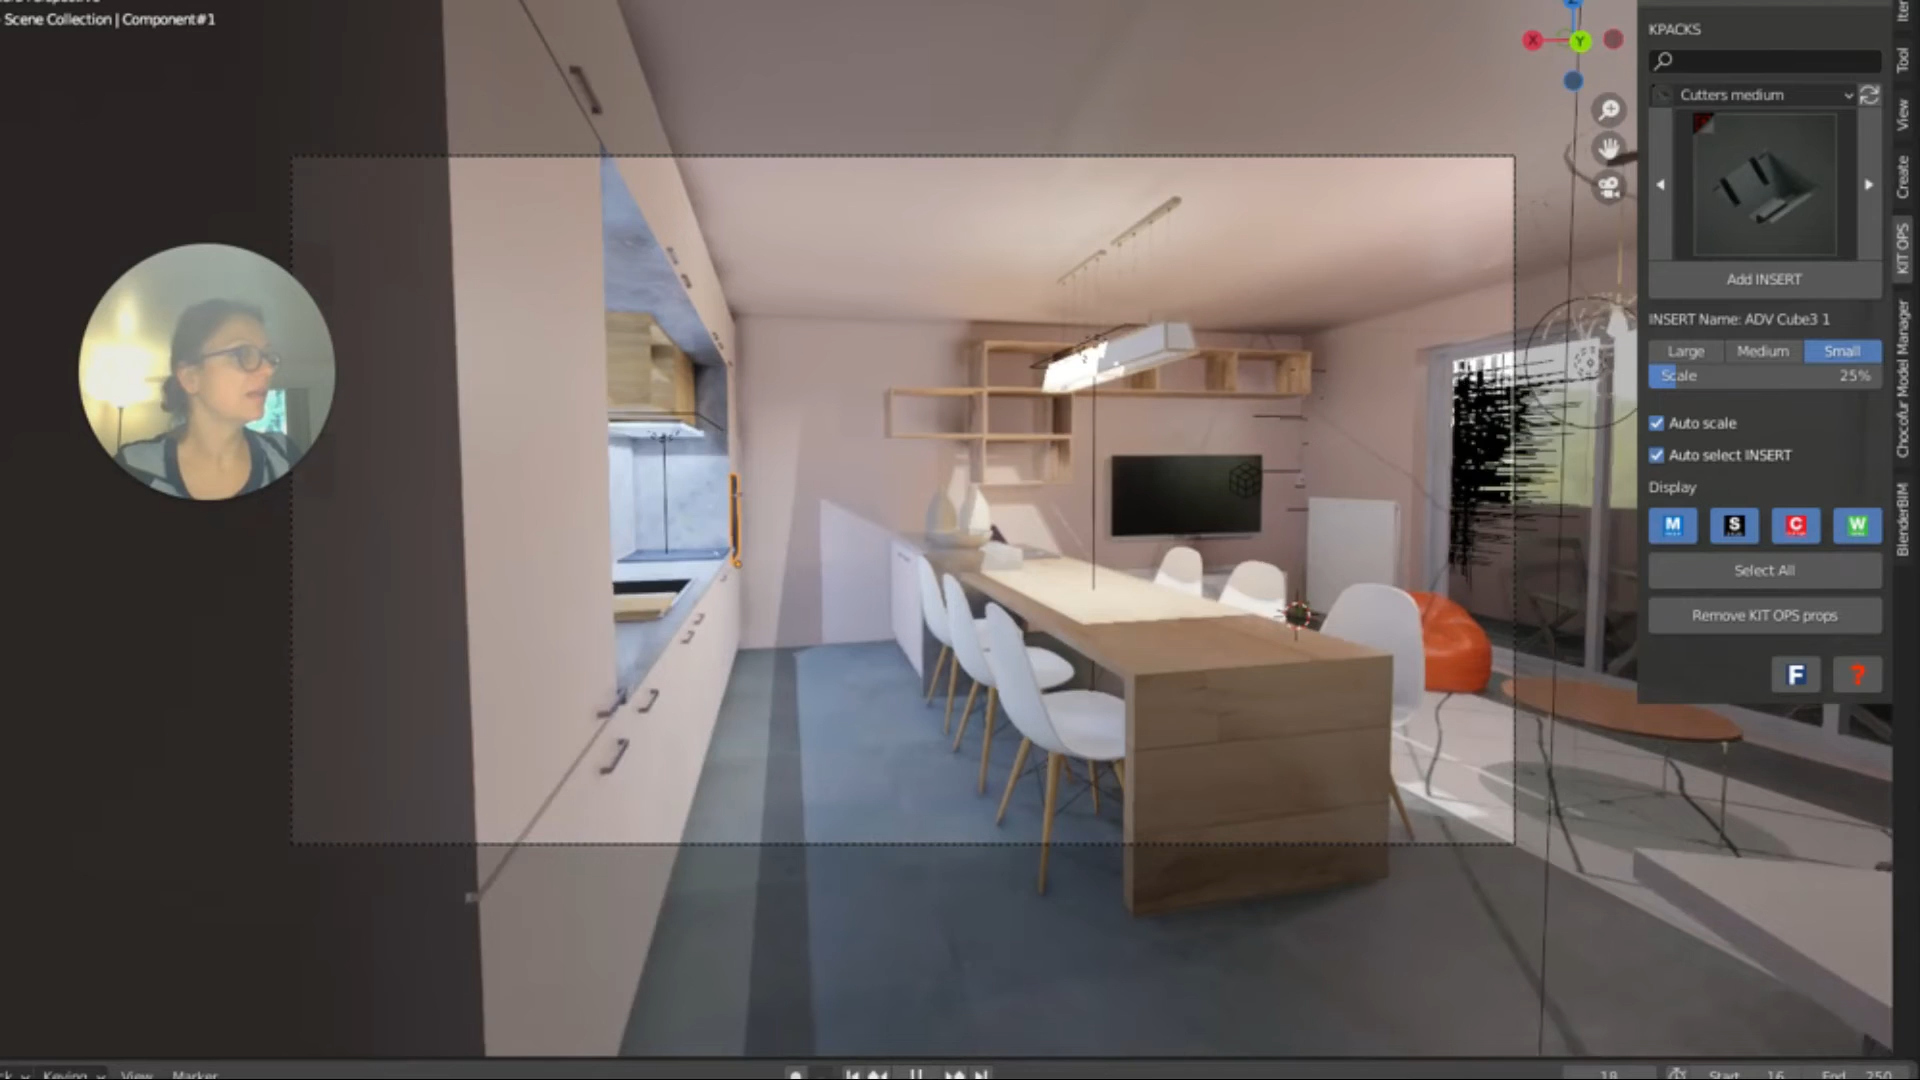 Scene Collection | Component#1
KPACKS
Cutters medium
Add INSERT
INSERT Name: ADV Cube3 1
Large Medium Small
Scale 25%
Auto scale
Auto select INSERT
Display
M S C W
Select All
Remove KIT OPS props
F ?
Tool
View
Create
KIT OPS
Chocofur Model Manager
BlenderBIM
X Y
Keying View Marker
18 Start 16 End 250